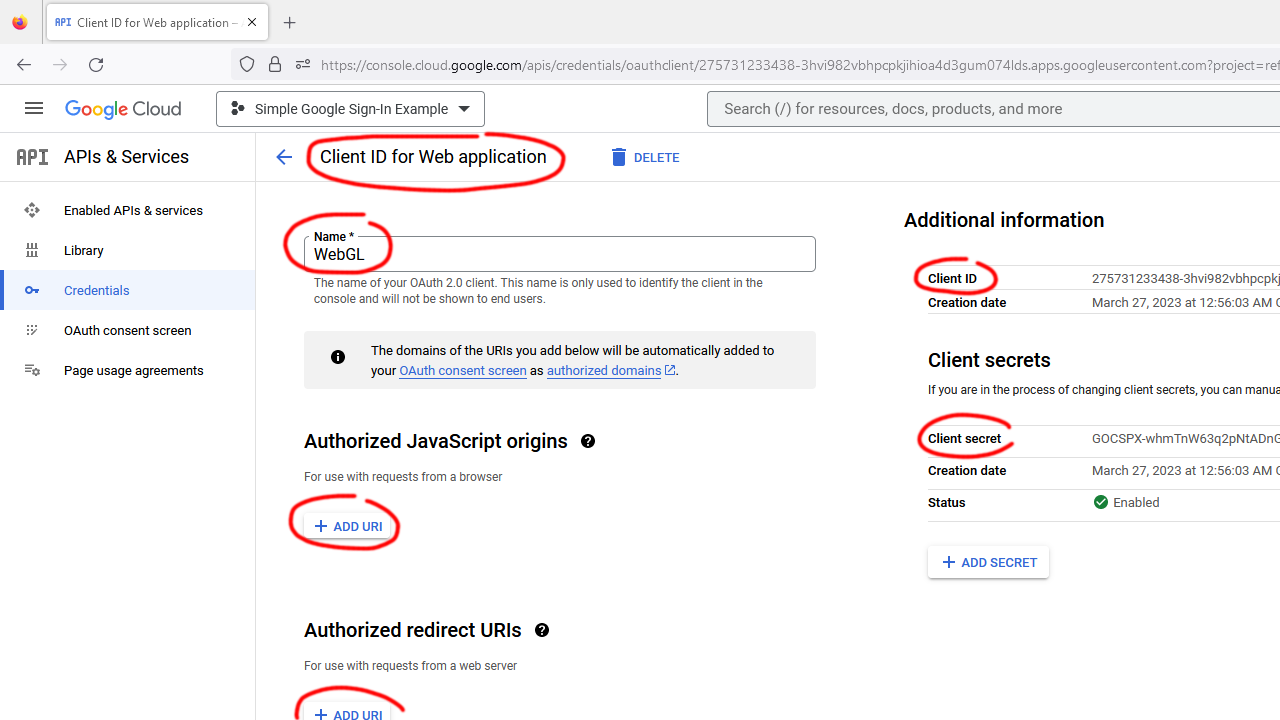 API Client ID for Web application –
https://console.cloud.google.com/apis/credentials/oauthclient/275731233438-3hvi982vbhpcpkjihioa4d3gum074lds.apps.googleusercontent.com?project=ref
Google Cloud
Simple Google Sign-In Example
Search (/) for resources, docs, products, and more
API APIs & Services
Client ID for Web application
DELETE
Enabled APIs & services
Library
Credentials
OAuth consent screen
Page usage agreements
Name *
WebGL
The name of your OAuth 2.0 client. This name is only used to identify the client in the
console and will not be shown to end users.
The domains of the URIs you add below will be automatically added to
your OAuth consent screen as authorized domains.
Authorized JavaScript origins
For use with requests from a browser
+ ADD URI
Authorized redirect URIs
For use with requests from a web server
+ ADD URI
Additional information
Client ID 275731233438-3hvi982vbhpcpkj
Creation date March 27, 2023 at 12:56:03 AM
Client secrets
If you are in the process of changing client secrets, you can manua
Client secret GOCSPX-whmTnW63q2pNtADnG
Creation date March 27, 2023 at 12:56:03 AM
Status Enabled
+ ADD SECRET